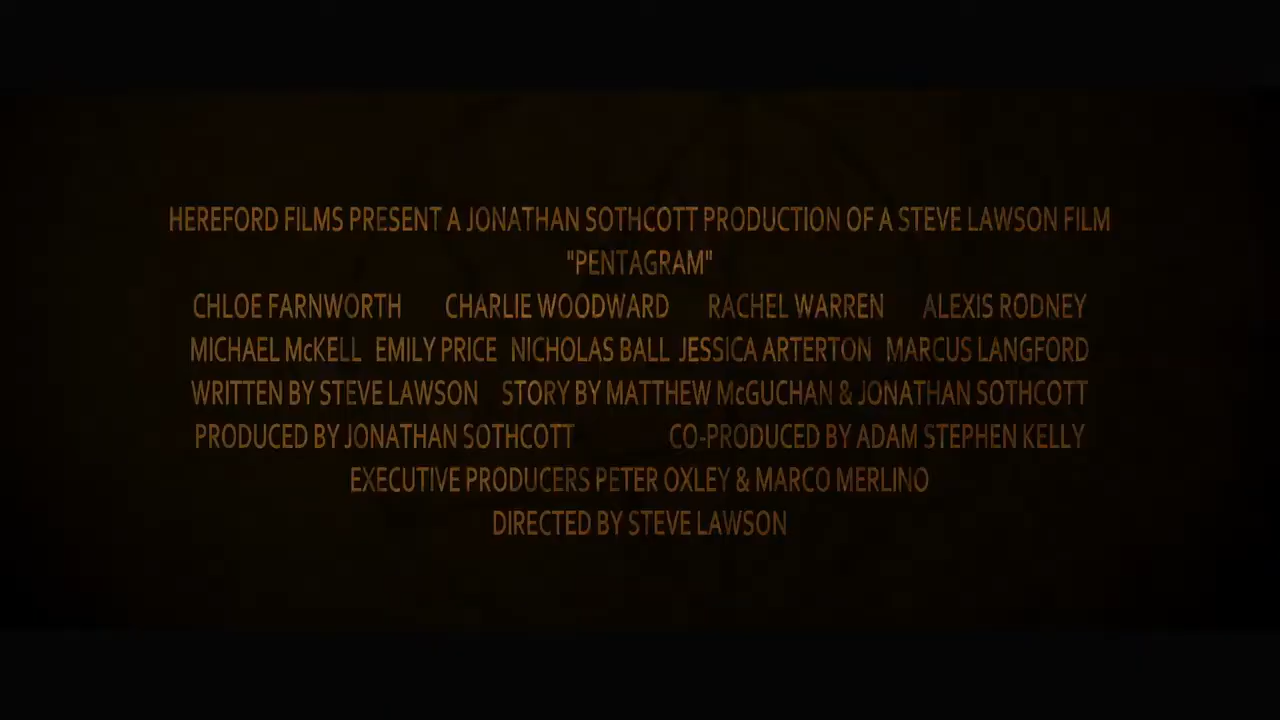 HEREFORD FILMS PRESENT A JONATHAN SOTHCOTT PRODUCTION OF A STEVE LAWSON FILM
"PENTAGRAM"
CHLOE FARNWORTH CHARLIE WOODWARD RACHEL WARREN ALEXIS RODNEY
MICHAEL McKELL EMILY PRICE NICHOLAS BALL JESSICA ARTERTON MARCUS LANGFORD
WRITTEN BY STEVE LAWSON STORY BY MATTHEW McGUCHAN & JONATHAN SOTHCOTT
PRODUCED BY JONATHAN SOTHCOTT CO-PRODUCED BY ADAM STEPHEN KELLY
EXECUTIVE PRODUCERS PETER OXLEY & MARCO MERLINO
DIRECTED BY STEVE LAWSON